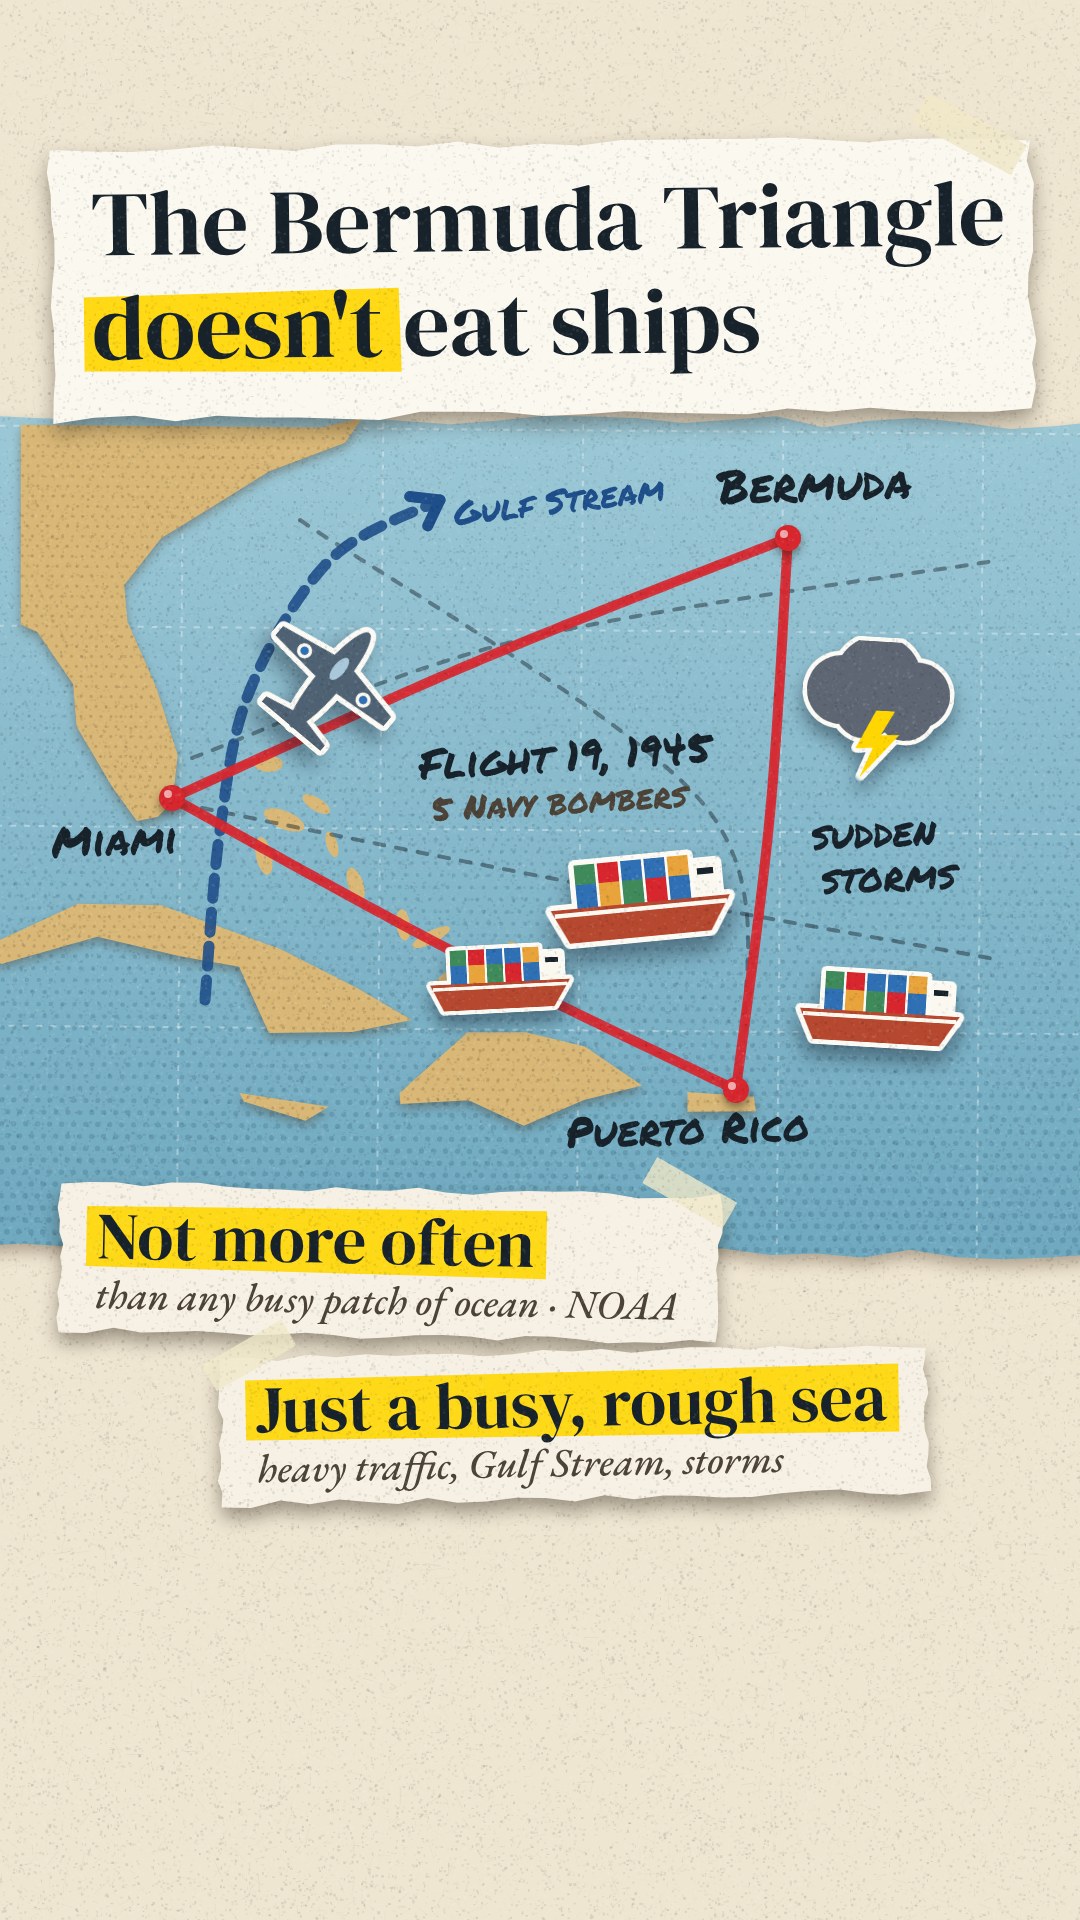 The Bermuda Triangle
doesn't eat ships
GULF STREAM
BERMUDA
FLIGHT 19, 1945
5 NAVY BOMBERS
MIAMI
SUDDEN
STORMS
PUERTO RICO
Not more often
than any busy patch of ocean · NOAA
Just a busy, rough sea
heavy traffic, Gulf Stream, storms